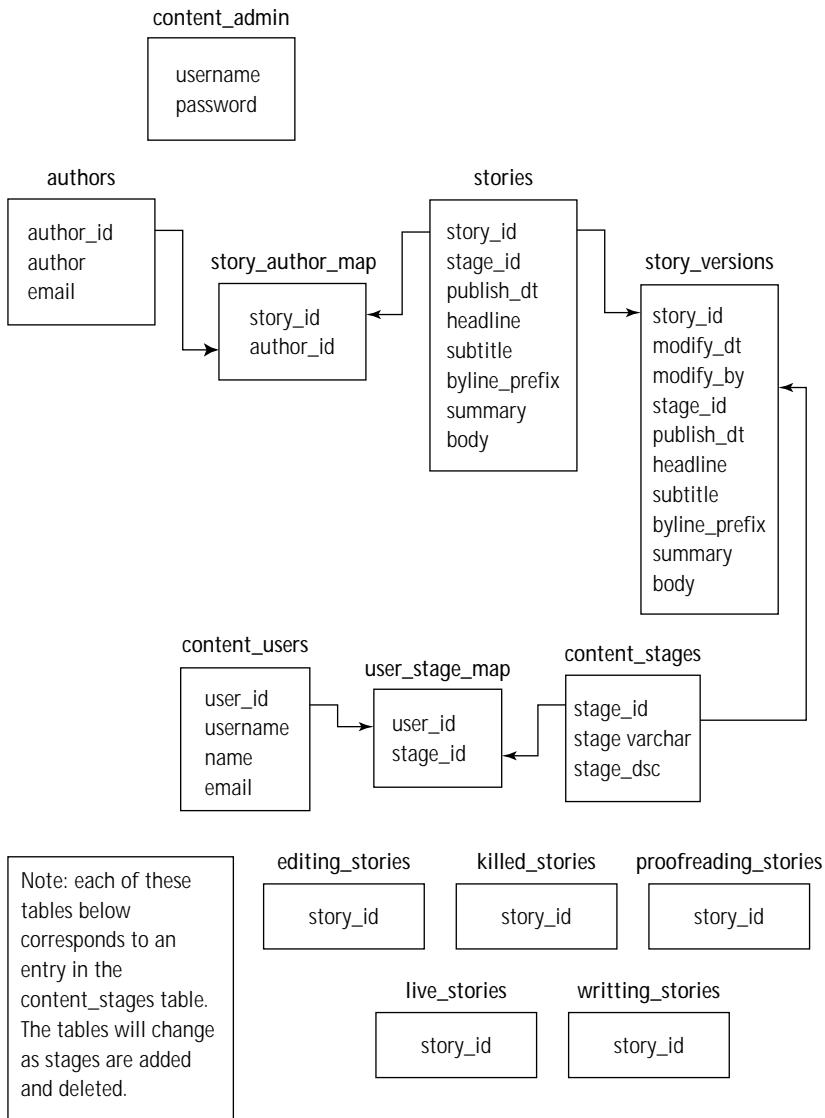 content_admin
username
password
authors
author_id
author
email
story_author_map
story_id
author_id
stories
story_id
stage_id
publish_dt
headline
subtitle
byline_prefix
summary
body
story_versions
story_id
modify_dt
modify_by
stage_id
publish_dt
headline
subtitle
byline_prefix
summary
body
content_users
user_id
username
name
email
user_stage_map
user_id
stage_id
content_stages
stage_id
stage varchar
stage_dsc
Note: each of these
tables below
corresponds to an
entry in the
content_stages table.
The tables will change
as stages are added
and deleted.
editing_stories
story_id
killed_stories
story_id
proofreading_stories
story_id
live_stories
story_id
writting_stories
story_id